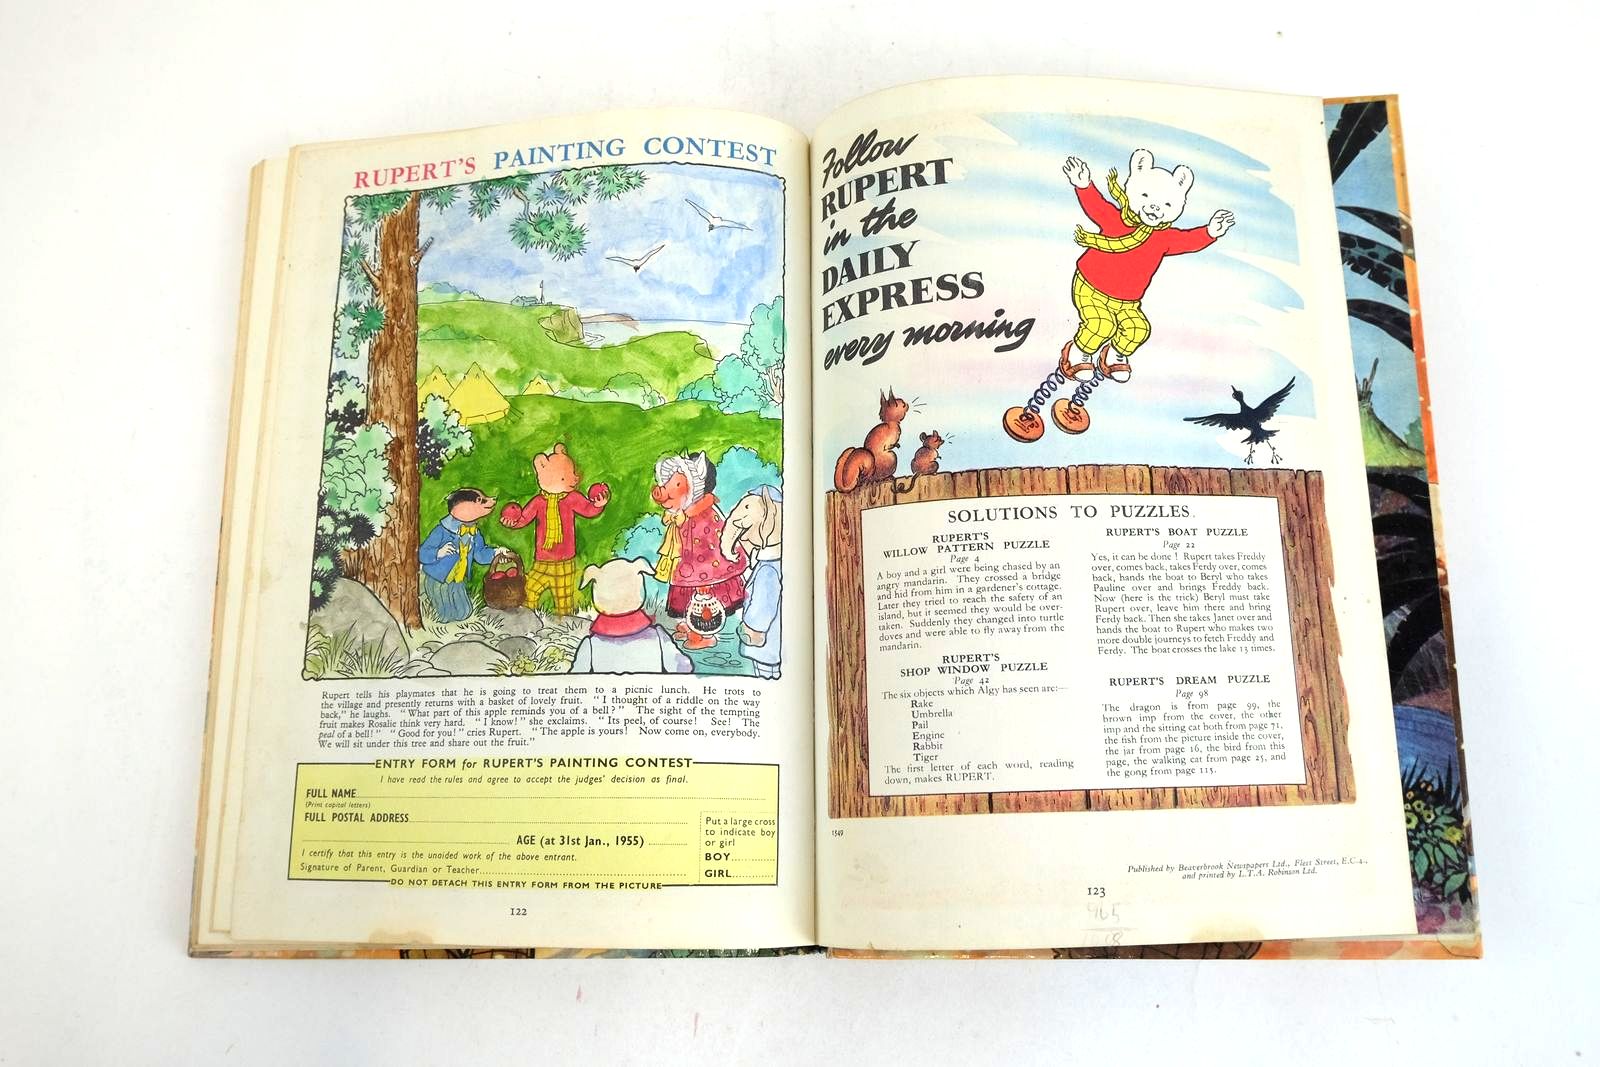 RUPERT'S PAINTING CONTEST
Rupert tells his playmates that he is going to treat them to a picnic lunch. He trots to
the village and presently returns with a basket of lovely fruit. "I thought of a riddle on the way
back," he laughs. "What part of this apple reminds you of a bell?" The sight of the tempting
fruit makes Rosalie think very hard. "I know!" she exclaims. "Its peel, of course! See! The
peal of a bell!" "Good for you!" cries Rupert. "The apple is yours! Now come on, everybody.
We will sit under this tree and share out the fruit."
ENTRY FORM for RUPERT'S PAINTING CONTEST
I have read the rules and agree to accept the judges' decision as final.
FULL NAME
(Print capital letters)
FULL POSTAL ADDRESS
AGE (at 31st Jan., 1955)
I certify that this entry is the unaided work of the above entrant.
Signature of Parent, Guardian or Teacher
Put a large cross
to indicate boy
or girl
BOY
GIRL
DO NOT DETACH THIS ENTRY FORM FROM THE PICTURE
122
Follow
RUPERT
in the
DAILY
EXPRESS
every morning
SOLUTIONS TO PUZZLES.
RUPERT'S
WILLOW PATTERN PUZZLE
Page 4
A boy and a girl were being chased by an
angry mandarin. They crossed a bridge
and hid from him in a gardener's cottage.
Later they tried to reach the safety of an
island, but it seemed they would be over-
taken. Suddenly they changed into turtle
doves and were able to fly away from the
mandarin.
RUPERT'S
SHOP WINDOW PUZZLE
Page 42
The six objects which Algy has seen are:—
Rake
Umbrella
Pail
Engine
Rabbit
Tiger
The first letter of each word, reading
down, makes RUPERT.
RUPERT'S BOAT PUZZLE
Page 22
Yes, it can be done! Rupert takes Freddy
over, comes back, takes Ferdy over, comes
back, hands the boat to Beryl who takes
Pauline over and brings Freddy back.
Now (here is the trick) Beryl must take
Rupert over, leave him there and bring
Ferdy back. Then she takes Janet over and
hands the boat to Rupert who makes two
more double journeys to fetch Freddy and
Ferdy. The boat crosses the lake 13 times.
RUPERT'S DREAM PUZZLE
Page 98
The dragon is from page 99, the
brown imp from the cover, the other
imp and the sitting cat both from page 71,
the fish from the picture inside the cover,
the jar from page 16, the bird from this
page, the walking cat from page 25, and
the gong from page 115.
1549
Published by Beaverbrook Newspapers Ltd., Fleet Street, E.C.4.,
and printed by L.T.A. Robinson Ltd.
123